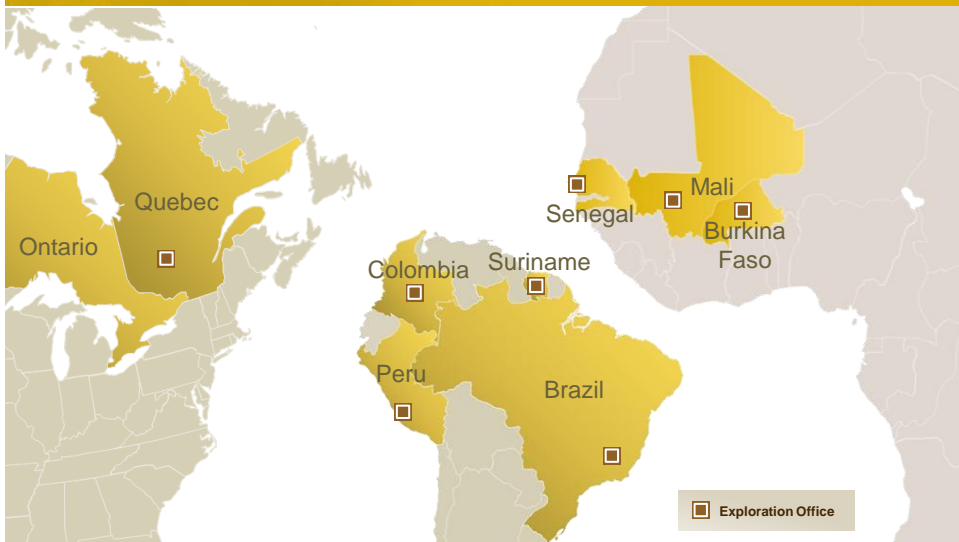 Quebec
Ontario
Senegal
Mali
Burkina
Faso
Colombia
Suriname
Peru
Brazil
Exploration Office